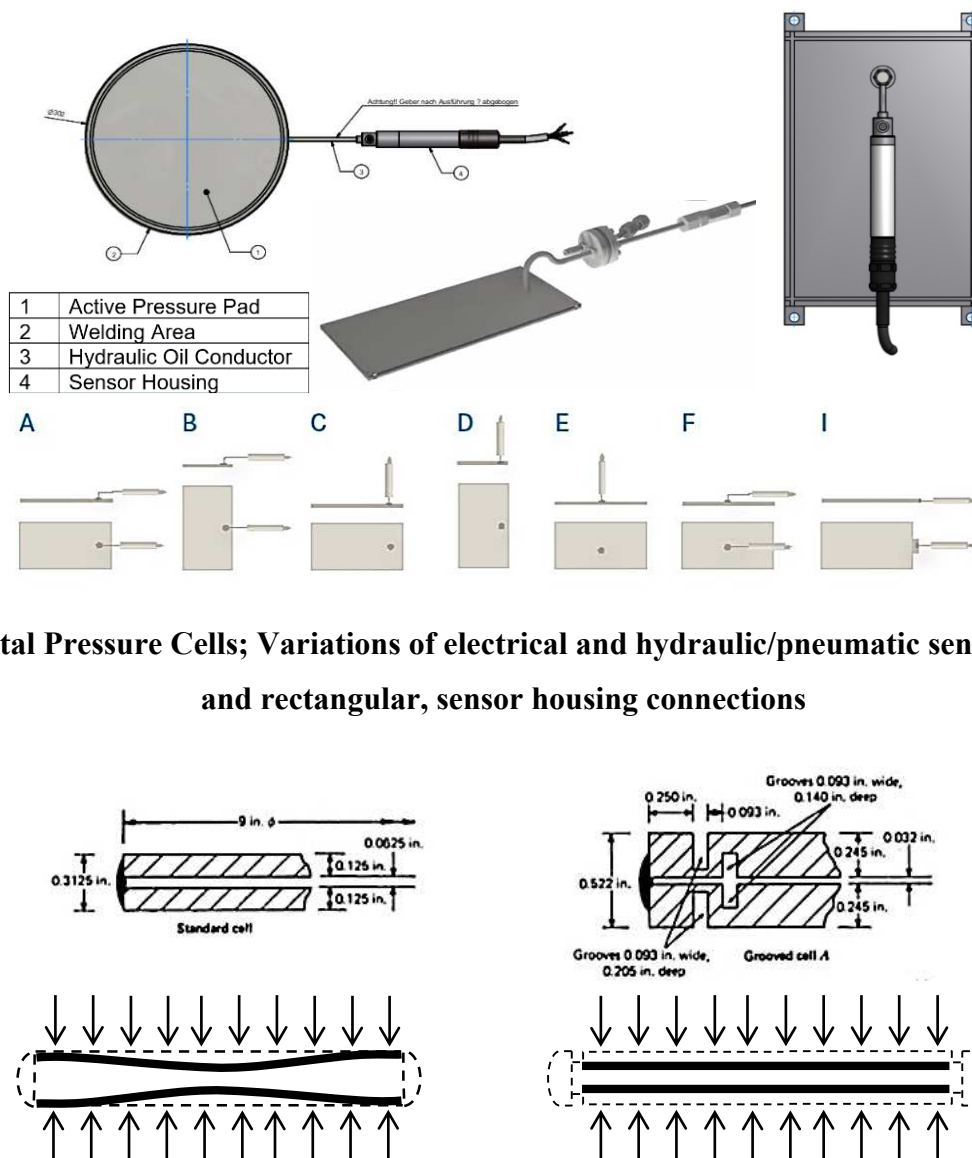 Ø302
Achtung!! Geber nach Ausführung ? abgebogen
3
4
2
1
1 Active Pressure Pad
2 Welding Area
3 Hydraulic Oil Conductor
4 Sensor Housing
A B C D E F I
tal Pressure Cells; Variations of electrical and hydraulic/pneumatic sen
and rectangular, sensor housing connections
9 in. ϕ
0.0625 in.
0.3125 in.
0.125 in.
0.125 in.
Standard cell
Grooves 0.093 in. wide,
0.140 in. deep
0.250 in.
0.093 in.
0.032 in.
0.245 in.
0.522 in.
0.245 in.
Grooves 0.093 in. wide,
0.205 in. deep
Grooved cell A